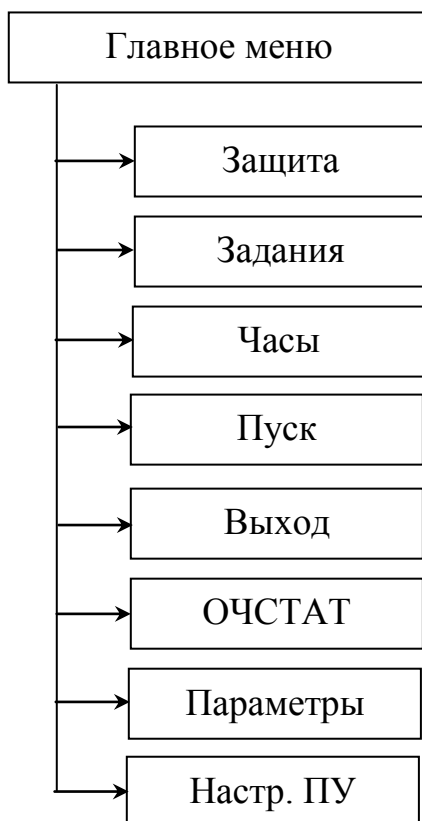 Главное меню
Защита
Задания
Часы
Пуск
Выход
ОЧСТАТ
Параметры
Настр. ПУ